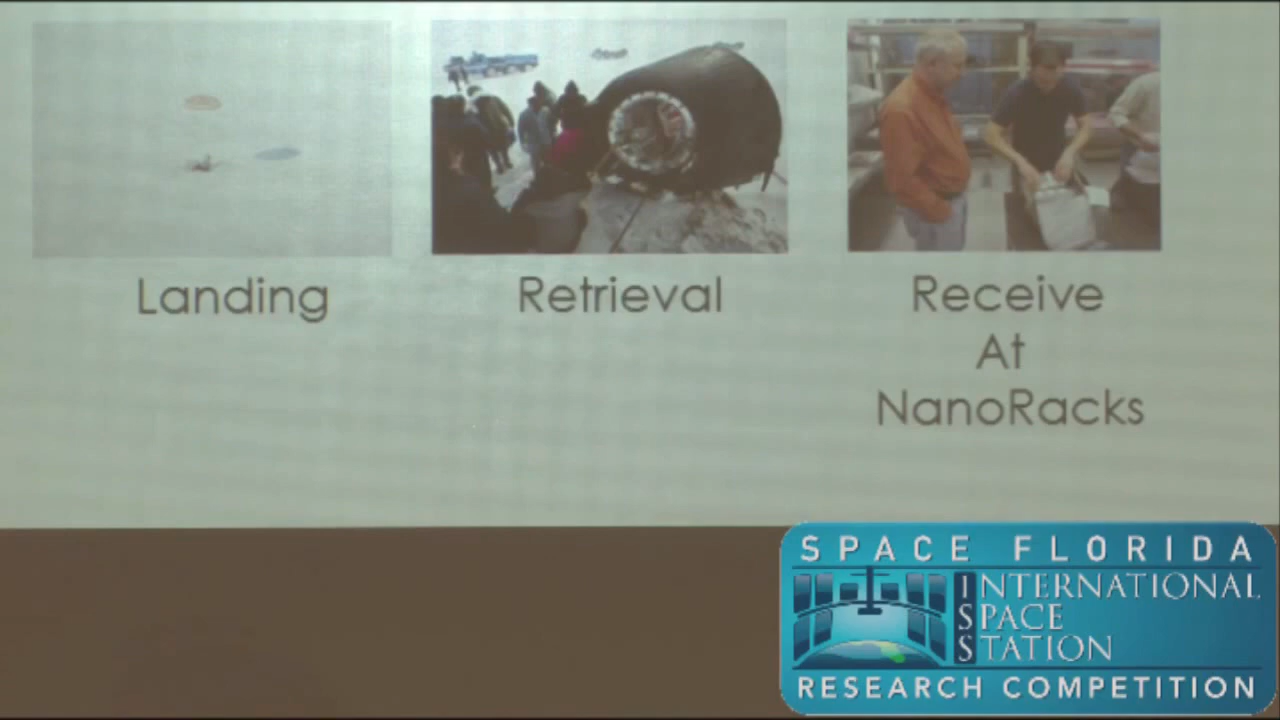 Landing
Retrieval
Receive
At
NanoRacks
SPACE FLORIDA
INTERNATIONAL
SPACE
STATION
RESEARCH COMPETITION